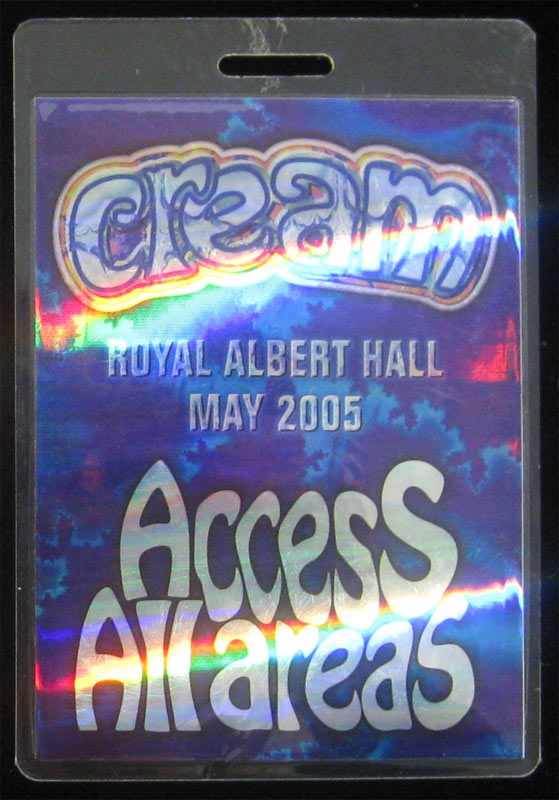 cream
ROYAL ALBERT HALL
MAY 2005
Access
All areas